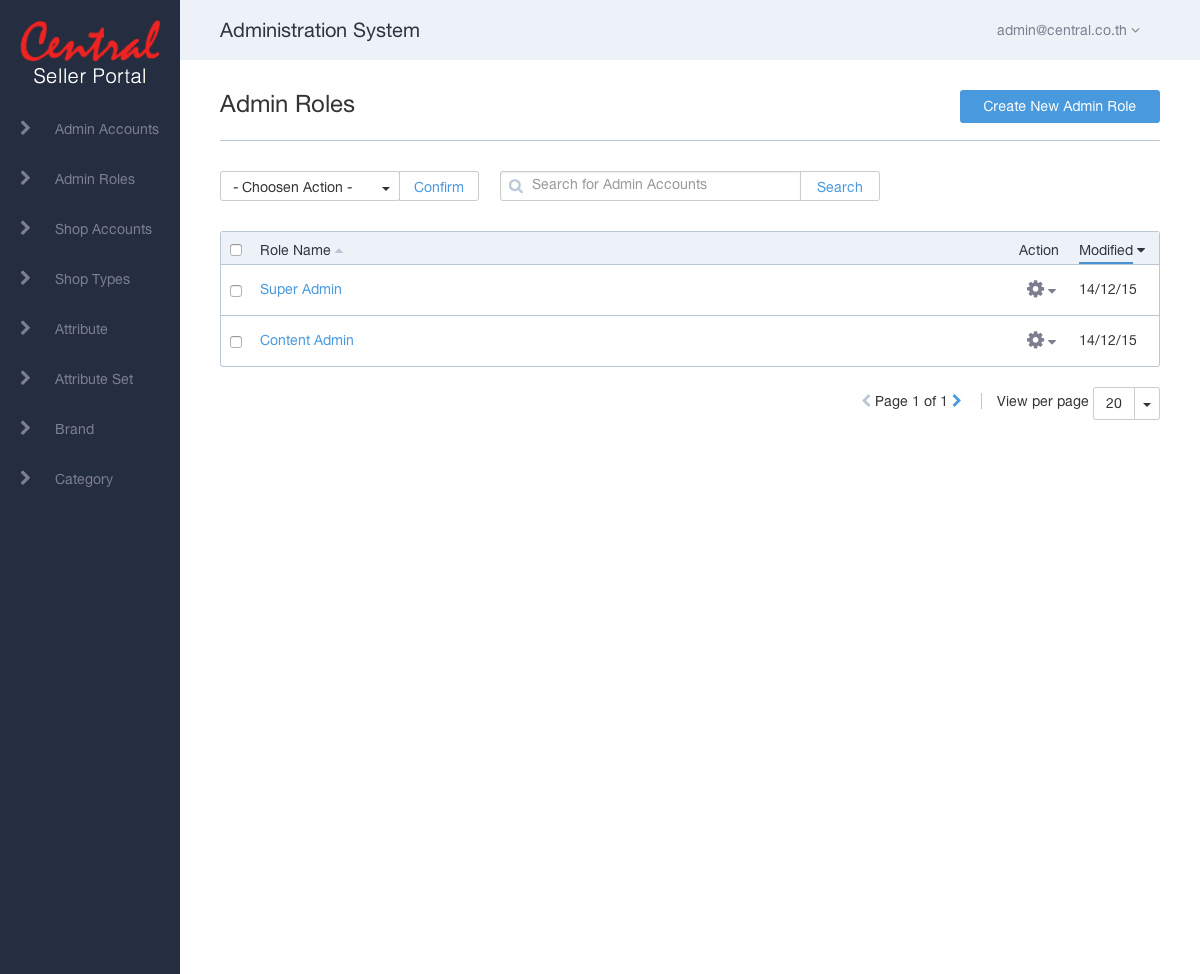 Central
Seller Portal
Admin Accounts
Admin Roles
Shop Accounts
Shop Types
Attribute
Attribute Set
Brand
Category
Administration System
admin@central.co.th
Admin Roles
Create New Admin Role
- Choosen Action -
Confirm
Search for Admin Accounts
Search
Role Name
Action
Modified
Super Admin
14/12/15
Content Admin
14/12/15
Page 1 of 1
View per page
20